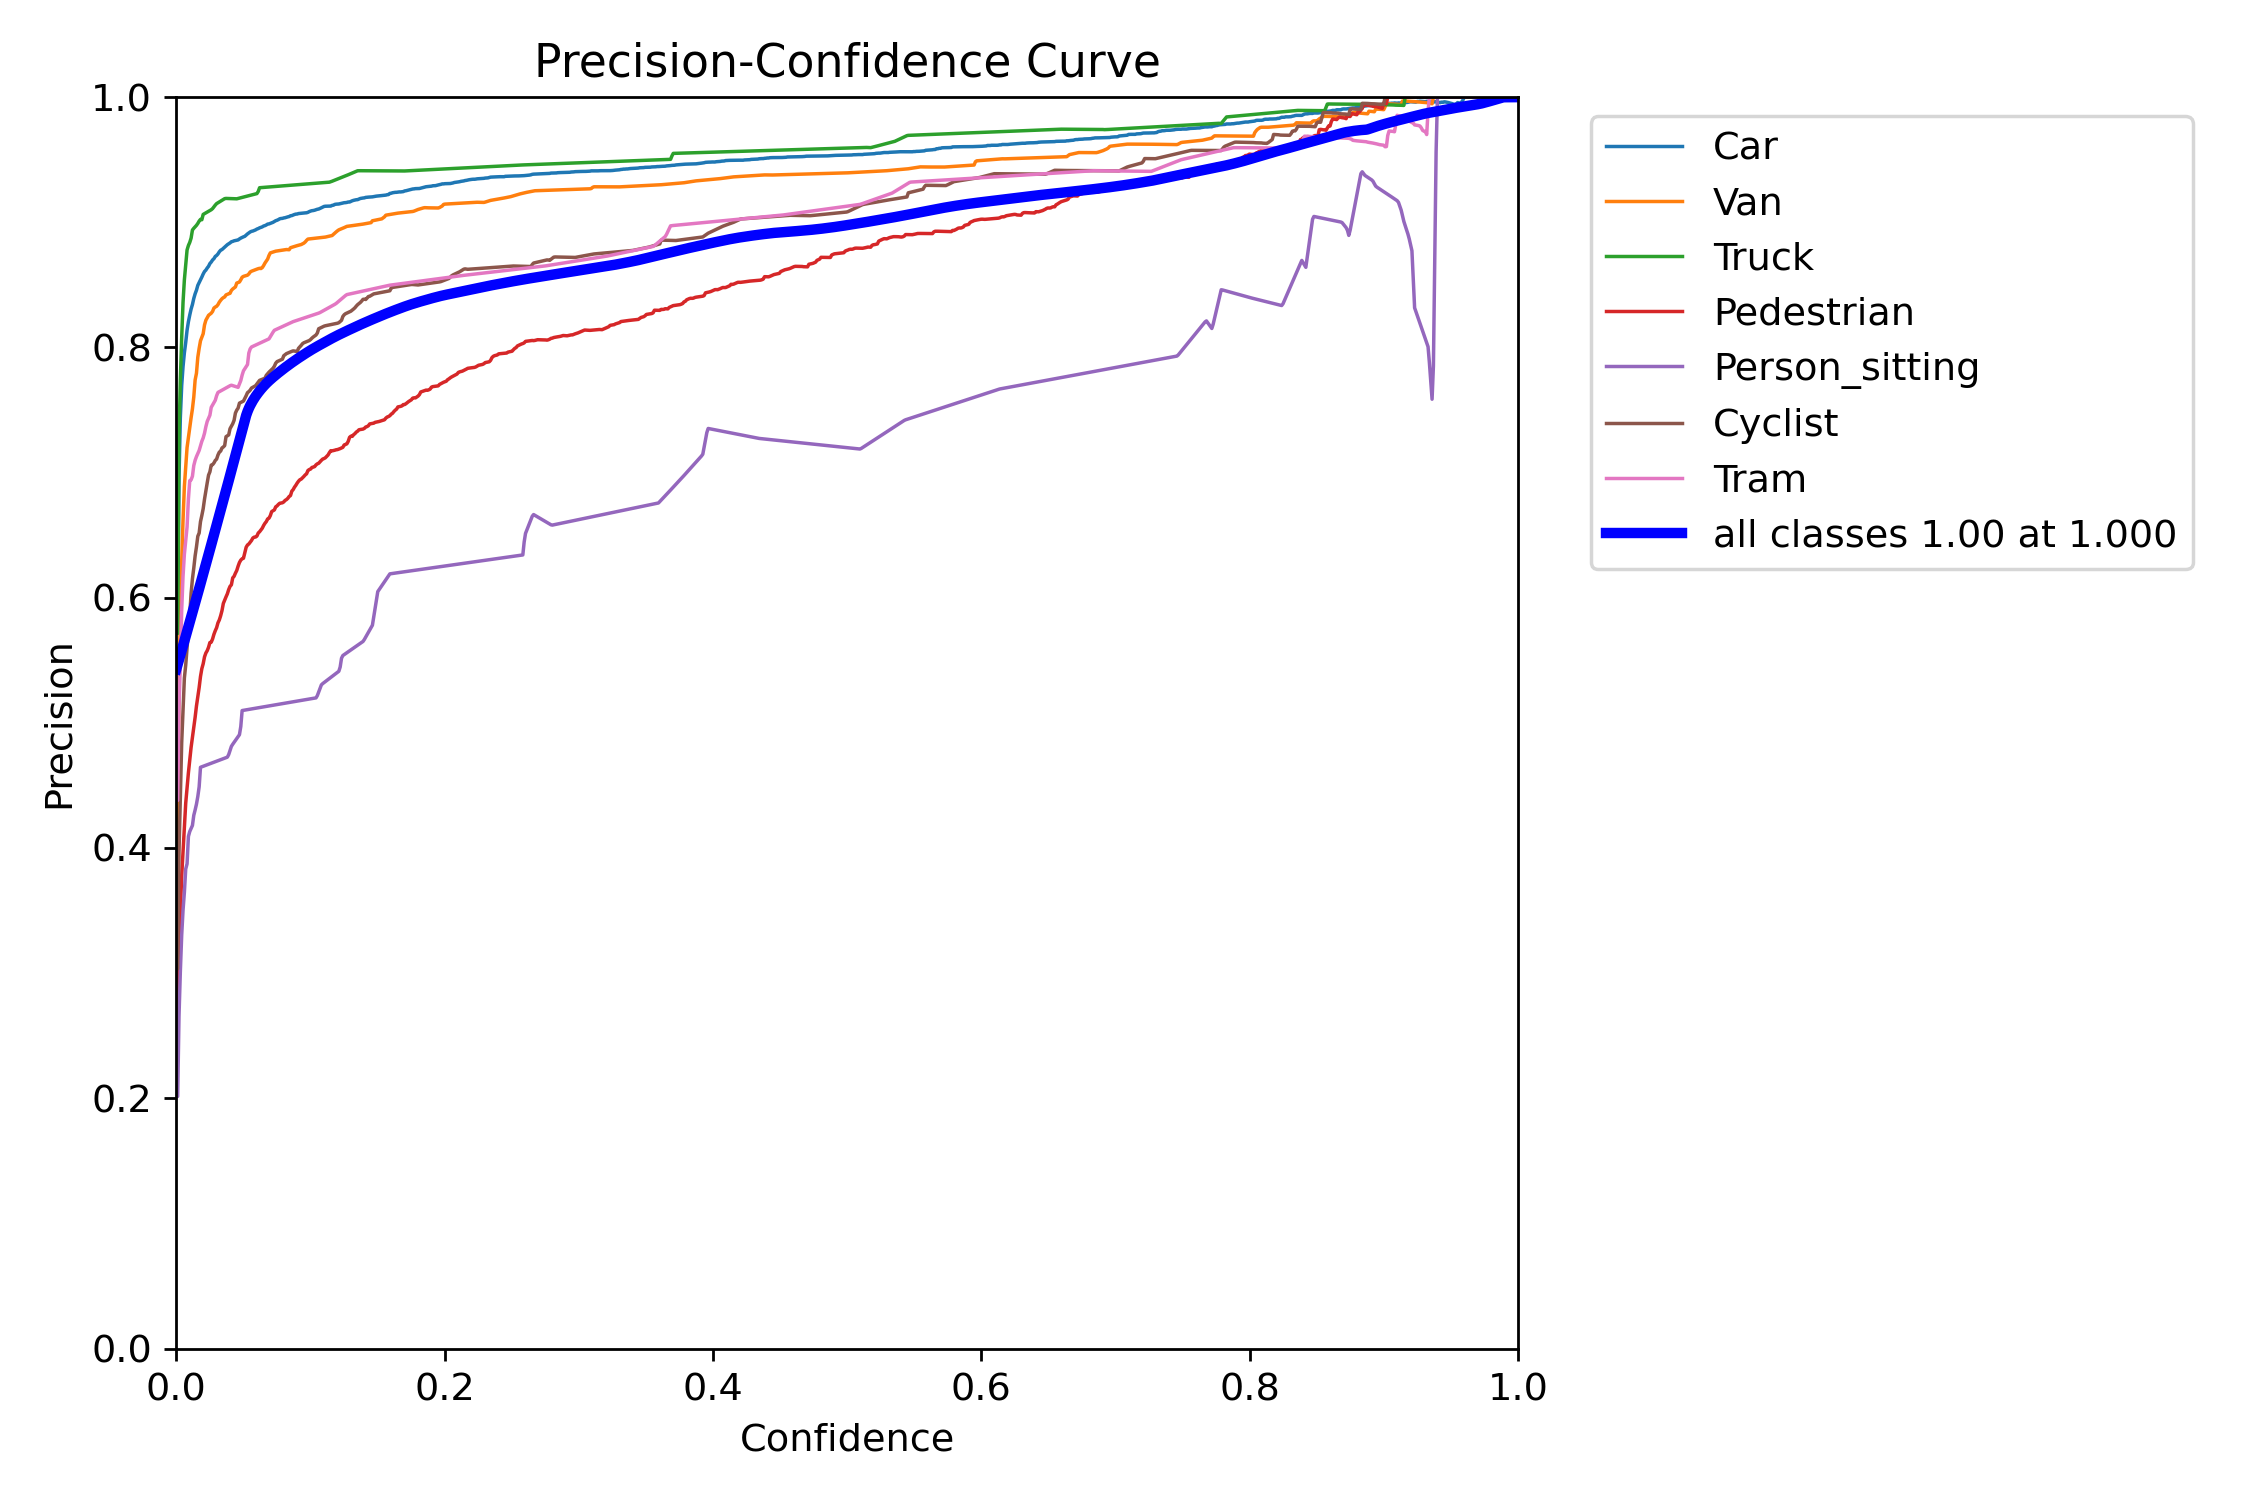 Precision-Confidence Curve
1.0
0.8
0.6
0.4
0.2
0.0
Precision
0.0 0.2 0.4 0.6 0.8 1.0
Confidence
Car
Van
Truck
Pedestrian
Person_sitting
Cyclist
Tram
all classes 1.00 at 1.000